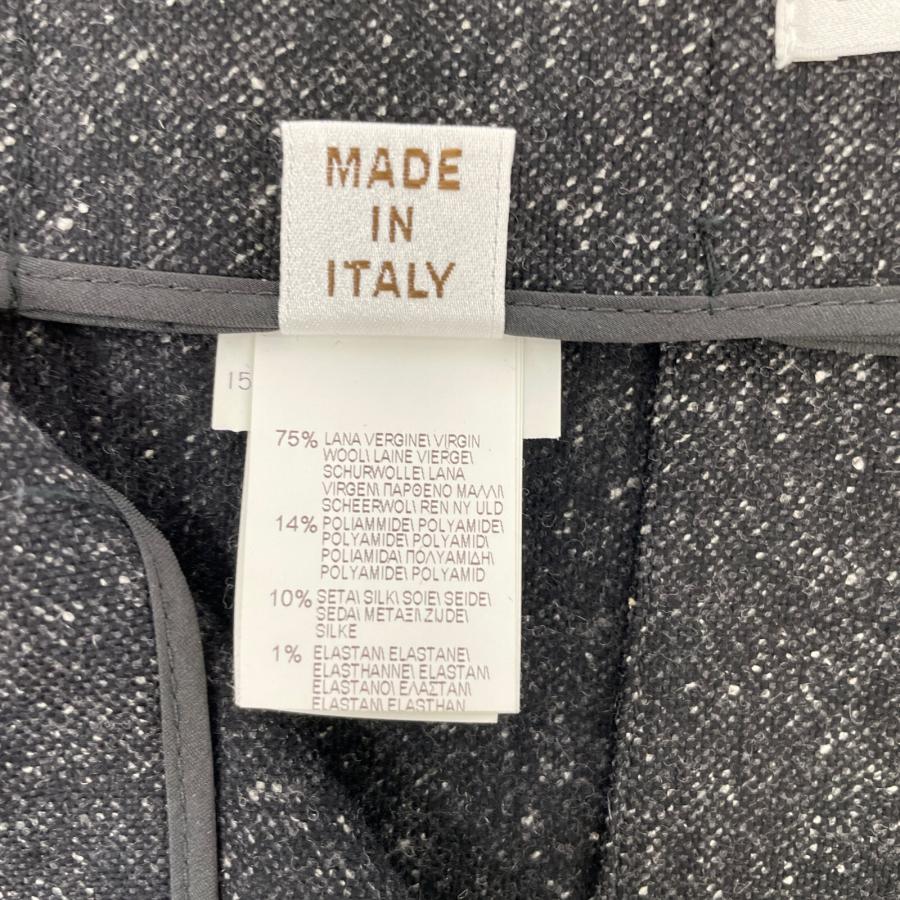 MADE
IN
ITALY
15
75% LANA VERGINE\ VIRGIN
WOOL\ LAINE VIERGE\
SCHURWOLLE\ LANA
VIRGEN\ ΠΑΡΘΕΝΟ ΜΑΛΛΙ\
SCHEERWOL\ REN NY ULD
14% POLIAMMIDE\ POLYAMIDE\
POLYAMIDE\ POLYAMID\
POLIAMIDA\ ΠΟΛΥΑΜΙΔΗ\
POLYAMIDE\ POLYAMID
10% SETA\ SILK\ SOIE\ SEIDE\
SEDA\ ΜΕΤΑΞΙ\ ZIJDE\
SILKE
1% ELASTAN\ ELASTANE\
ELASTHANNE\ ELASTAN\
ELASTANO\ ΕΛΑΣΤΑΝ\
ELASTAN\ ELASTHAN